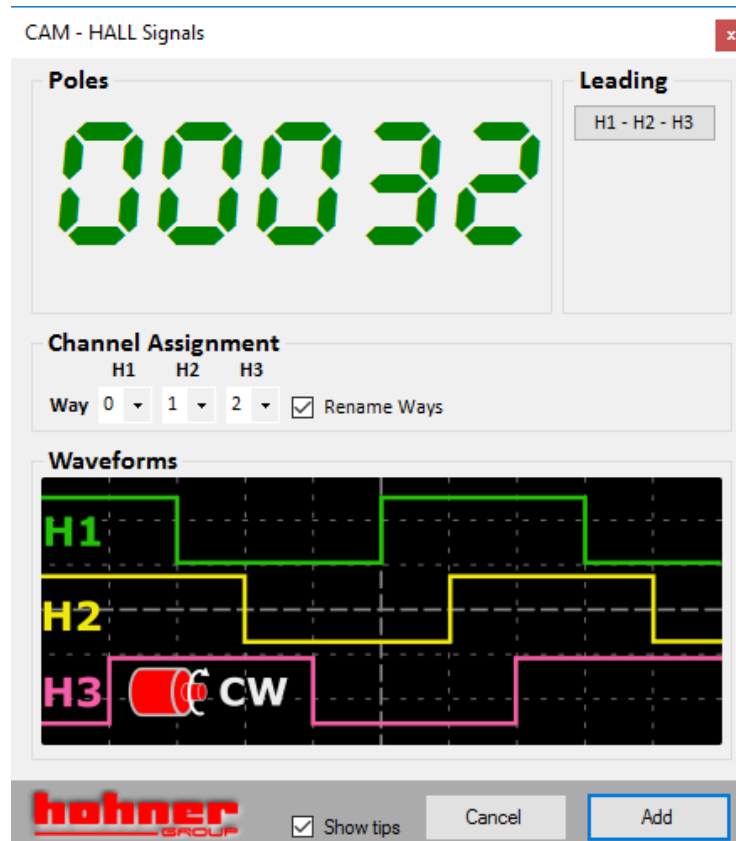 CAM - HALL Signals
x
Poles
Leading
00032
H1 - H2 - H3
Channel Assignment
H1 H2 H3
Way 0 1 2 Rename Ways
Waveforms
H1
H2
H3 CW
hohner
GROUP
Show tips
Cancel
Add